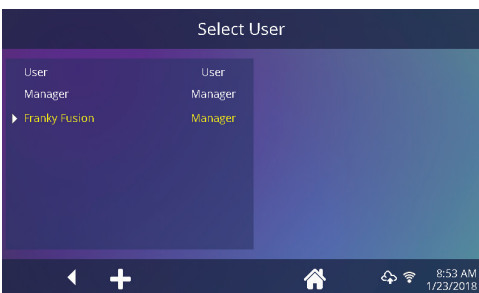 Select User
User User
Manager Manager
Franky Fusion Manager
8:53 AM
1/23/2018